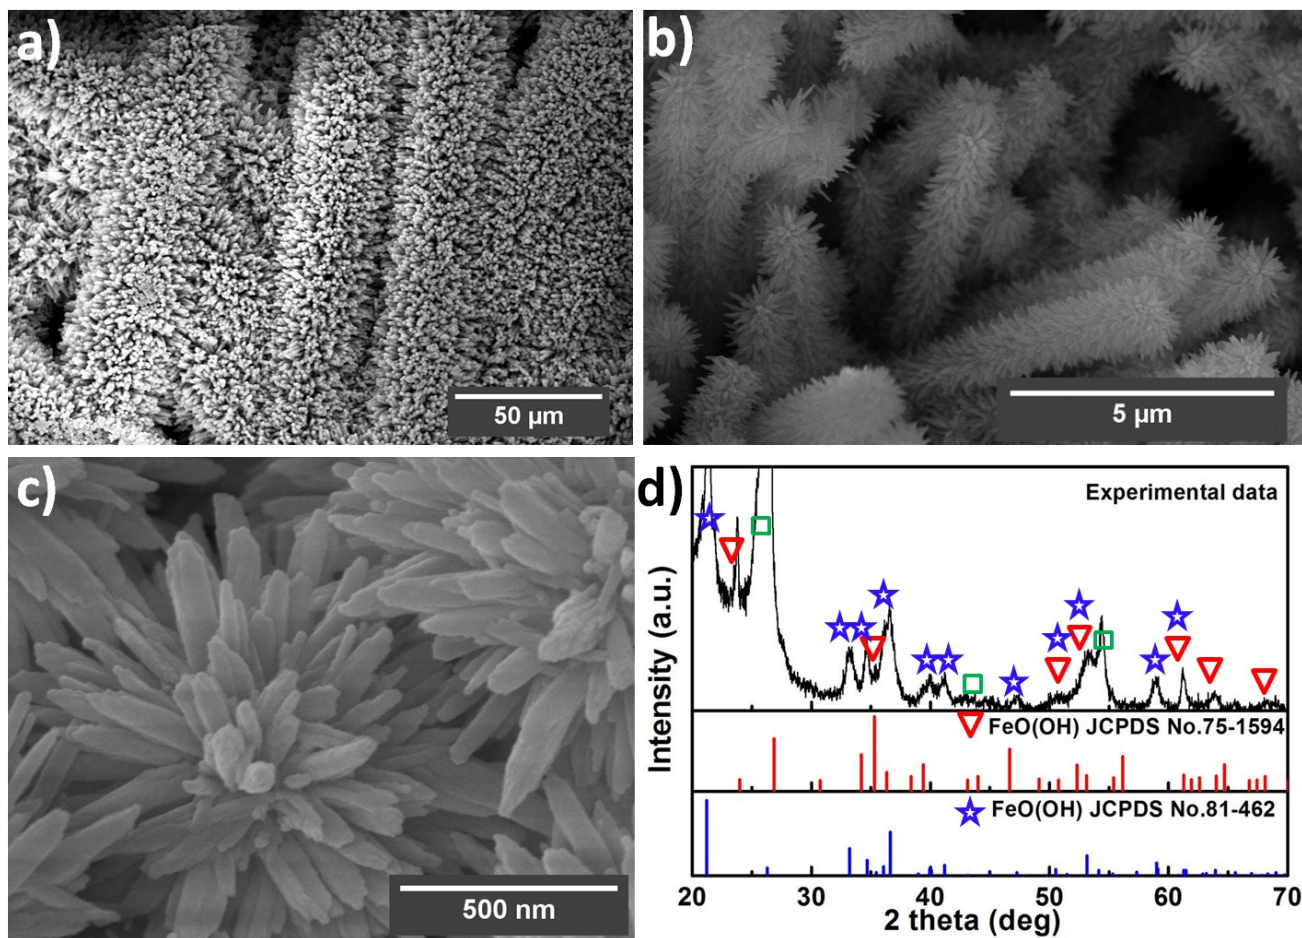 a)
50 µm
b)
5 µm
c)
500 nm
d)
Experimental data
Intensity (a.u.)
FeO(OH) JCPDS No.75-1594
FeO(OH) JCPDS No.81-462
20 30 40 50 60 70
2 theta (deg)